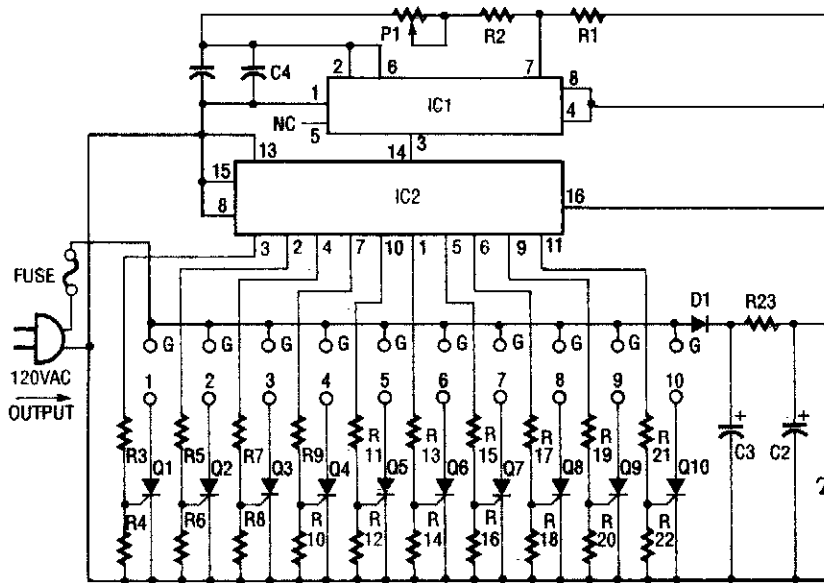 P1 R2 R1
C4 2 6 7 8
1 IC1 4
NC 5 3
13 14
15 IC2 16
8
3 2 4 7 10 1 5 6 9 11
FUSE
D1 R23
G G G G G G G G G G
120VAC
1 2 3 4 5 6 7 8 9 10
OUTPUT
+ +
R3 R5 R7 R9 R 11 R 13 R 15 R 17 R 19 R 21
C3 C2
Q1 Q2 Q3 Q4 Q5 Q6 Q7 Q8 Q9 Q10
R4 R6 R8 R 10 R 12 R 14 R 16 R 18 R 20 R 22